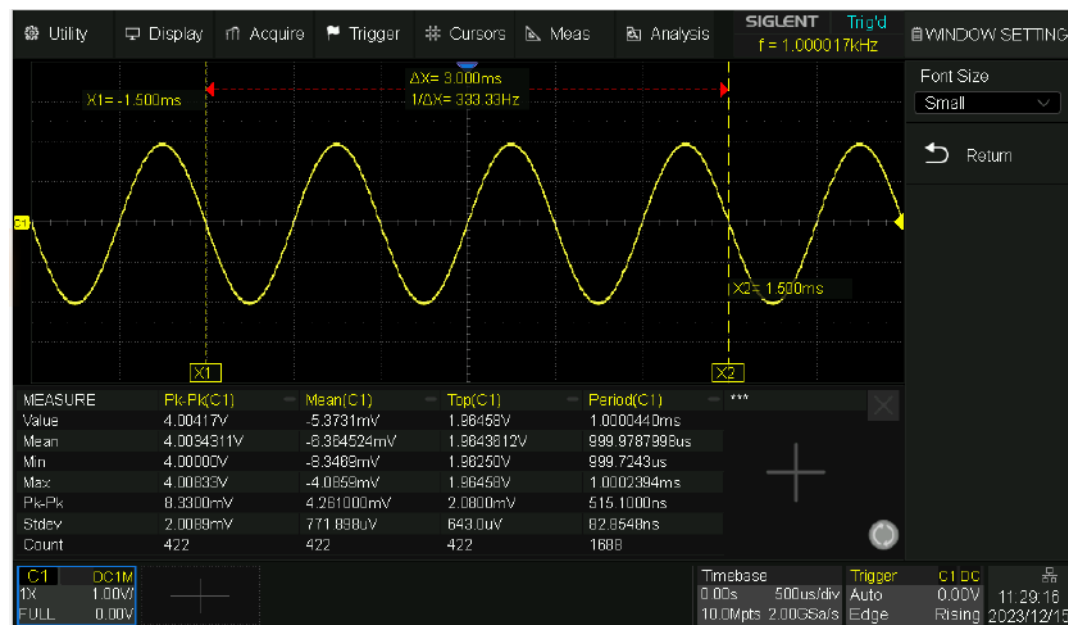 Utility Display Acquire Trigger Cursors Meas Analysis SIGLENT Trig'd
f = 1.000017kHz
WINDOW SETTING
Font Size
Small
Return
ΔX= 3.000ms
1/ΔX= 333.33Hz
X1= -1.500ms
C1
X2= 1.500ms
X1 X2
MEASURE Pk-Pk(C1) Mean(C1) Top(C1) Period(C1) ***
Value 4.00417V -5.3731mV 1.96458V 1.0000440ms
Mean 4.0034311V -6.364524mV 1.9643612V 999.9787998us
Min 4.00000V -8.3469mV 1.96250V 999.7243us
Max 4.00833V -4.0859mV 1.96458V 1.0002394ms
Pk-Pk 8.3300mV 4.261000mV 2.0800mV 515.1000ns
Stdev 2.0089mV 771.898uV 643.0uV 82.8548ns
Count 422 422 422 1688
C1 DC1M
1X 1.00V/
FULL 0.00V
Timebase
0.00s 500us/div
10.0Mpts 2.00GSa/s
Trigger C1 DC
Auto 0.00V
Edge Rising
11:29:16
2023/12/15